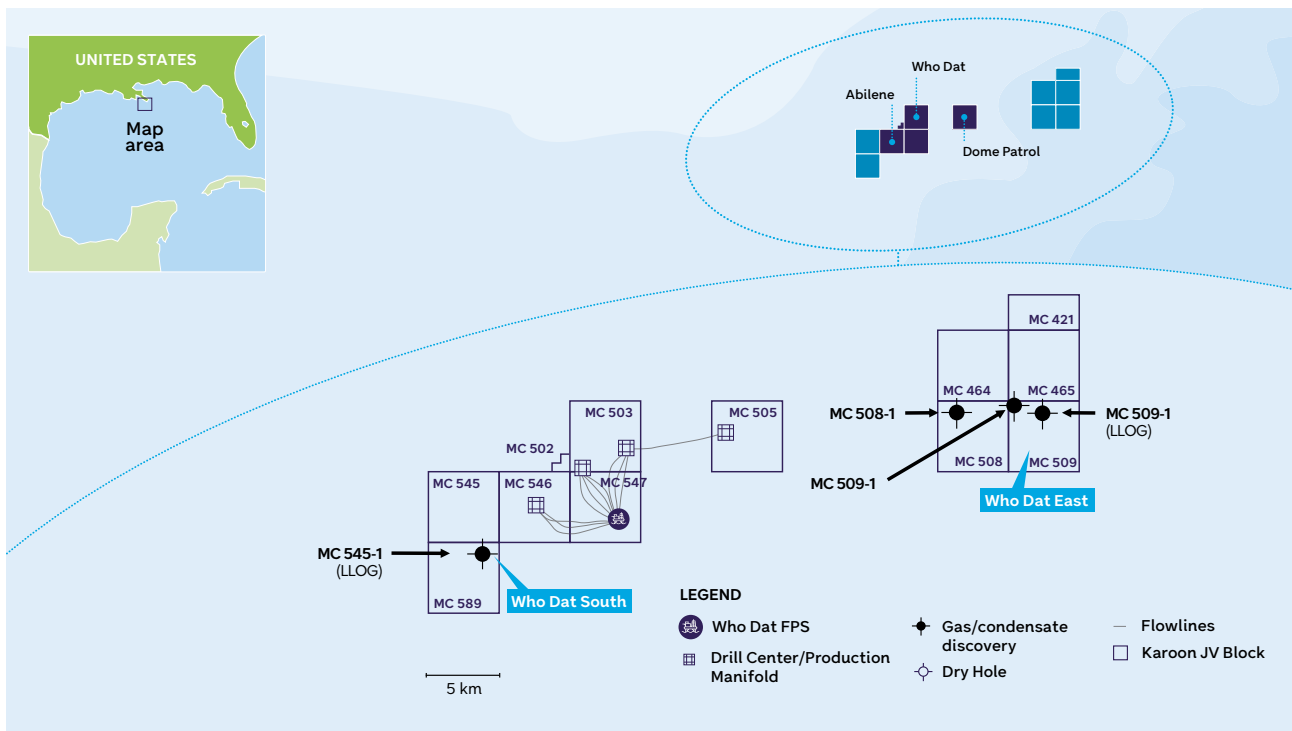 UNITED STATES
Map
area
Who Dat
Abilene
Dome Patrol
MC 421
MC 464
MC 465
MC 503
MC 505
MC 508-1
MC 509-1
(LLOG)
MC 502
MC 508
MC 509
MC 545
MC 546
MC 547
MC 509-1
Who Dat East
MC 545-1
(LLOG)
MC 589
Who Dat South
LEGEND
Who Dat FPS
Drill Center/Production
Manifold
Gas/condensate
discovery
Dry Hole
Flowlines
Karoon JV Block
5 km